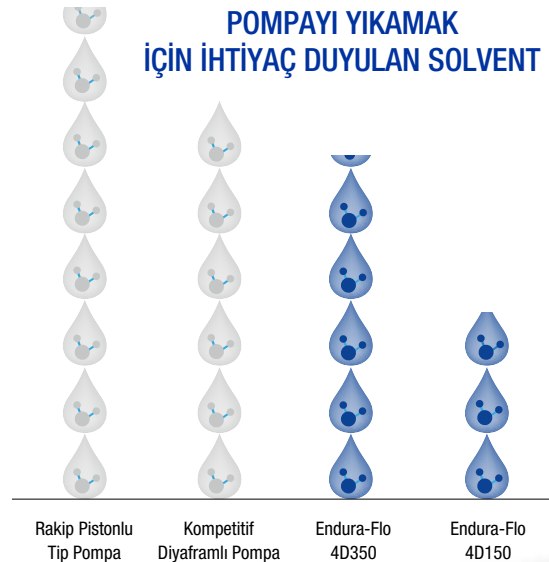 POMPAYI YIKAMAK
İÇİN İHTİYAÇ DUYULAN SOLVENT
Rakip Pistonlu
Tip Pompa
Kompetitif
Diyaframlı Pompa
Endura-Flo
4D350
Endura-Flo
4D150